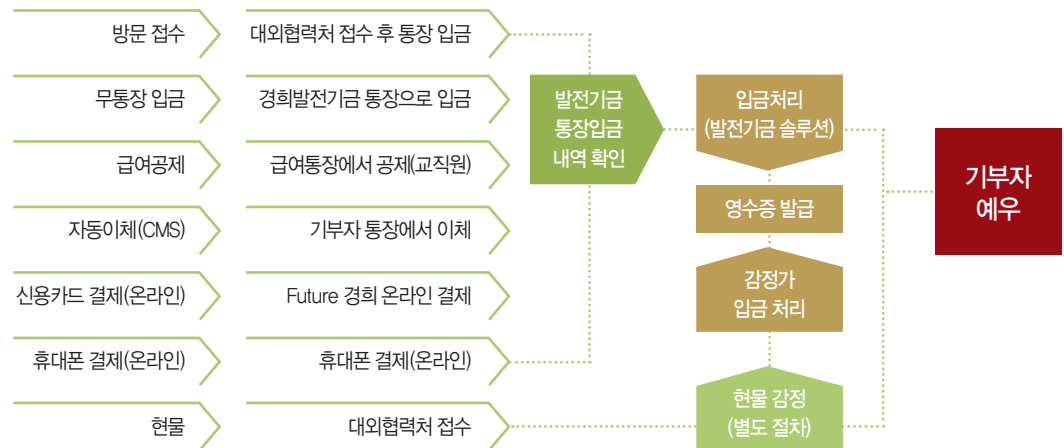 방문 접수
대외협력처 접수 후 통장 입금
무통장 입금
경희발전기금 통장으로 입금
급여공제
급여통장에서 공제(교직원)
자동이체(CMS)
기부자 통장에서 이체
신용카드 결제(온라인)
Future 경희 온라인 결제
휴대폰 결제(온라인)
휴대폰 결제(온라인)
현물
대외협력처 접수
발전기금
통장입금
내역 확인
입금처리
(발전기금 솔루션)
영수증 발급
감정가
입금 처리
현물 감정
(별도 절차)
기부자
예우